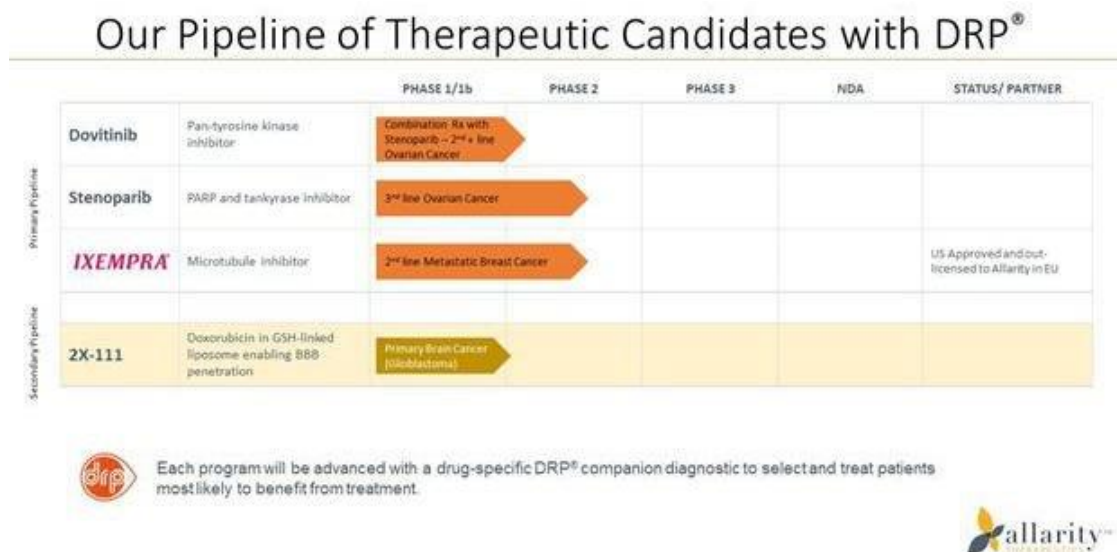 Our Pipeline of Therapeutic Candidates with DRP®
PHASE 1/1b PHASE 2 PHASE 3 NDA STATUS/ PARTNER
Primary Pipeline
Dovitinib
Pan-tyrosine kinase
inhibitor
Combination Rx with
Stenoparib – 2nd + line
Ovarian Cancer
Stenoparib
PARP and tankyrase inhibitor
3rd line Ovarian Cancer
IXEMPRA
Microtubule inhibitor
2nd line Metastatic Breast Cancer
US Approved and out-
licensed to Allarity in EU
Secondary Pipeline
2X-111
Doxorubicin in GSH-linked
liposome enabling BBB
penetration
Primary Brain Cancer
(Glioblastoma)
drp
Each program will be advanced with a drug-specific DRP® companion diagnostic to select and treat patients
most likely to benefit from treatment.
allarity
THERAPEUTICS